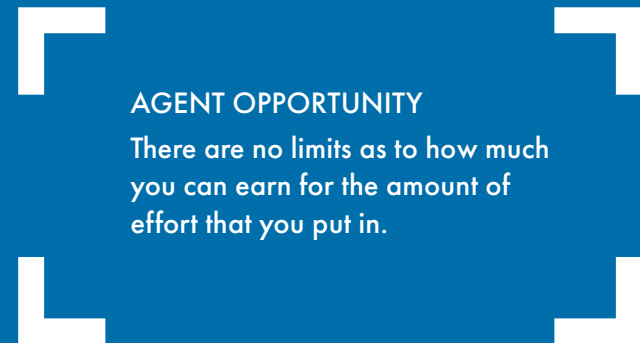 AGENT OPPORTUNITY
There are no limits as to how much
you can earn for the amount of
effort that you put in.